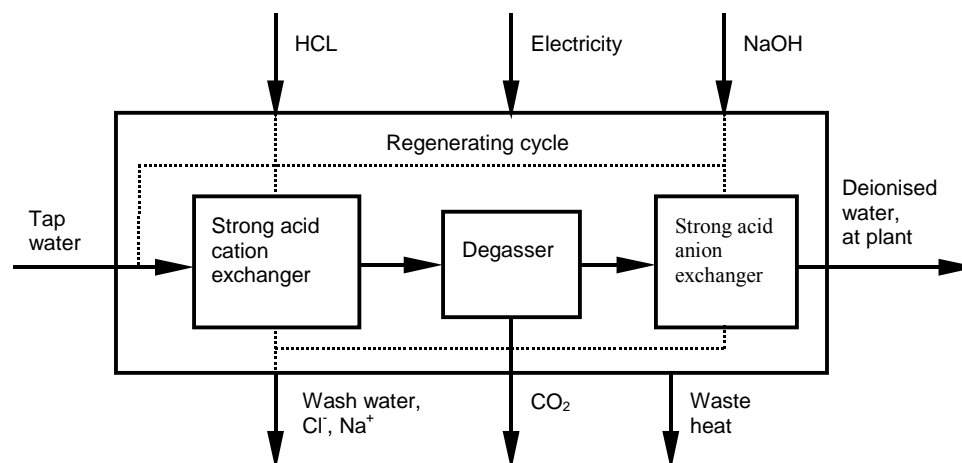 HCL
Electricity
NaOH
Regenerating cycle
Tap
water
Strong acid
cation
exchanger
Degasser
Strong acid
anion
exchanger
Deionised
water,
at plant
Wash water,
Cl⁻, Na⁺
CO₂
Waste
heat